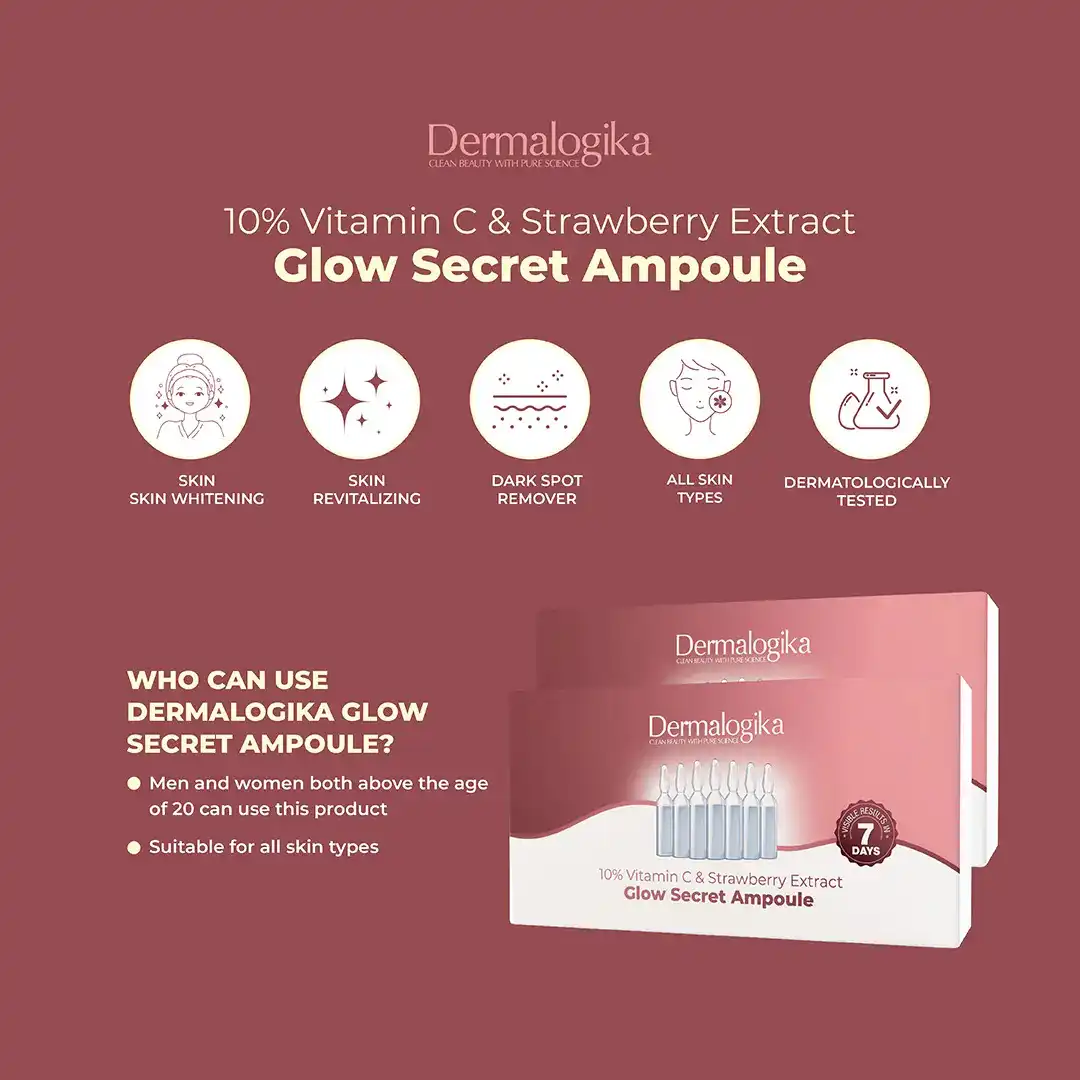 Dermalogika
CLEAN BEAUTY WITH PURE SCIENCE
10% Vitamin C & Strawberry Extract
Glow Secret Ampoule
SKIN
SKIN WHITENING
SKIN
REVITALIZING
DARK SPOT
REMOVER
ALL SKIN
TYPES
DERMATOLOGICALLY
TESTED
WHO CAN USE
DERMALOGIKA GLOW
SECRET AMPOULE?
Men and women both above the age
of 20 can use this product
Suitable for all skin types
Dermalogika
CLEAN BEAUTY WITH PURE SCIENCE
Dermalogika
CLEAN BEAUTY WITH PURE SCIENCE
VISIBLE RESULTS IN
7
DAYS
10% Vitamin C & Strawberry Extract
Glow Secret Ampoule